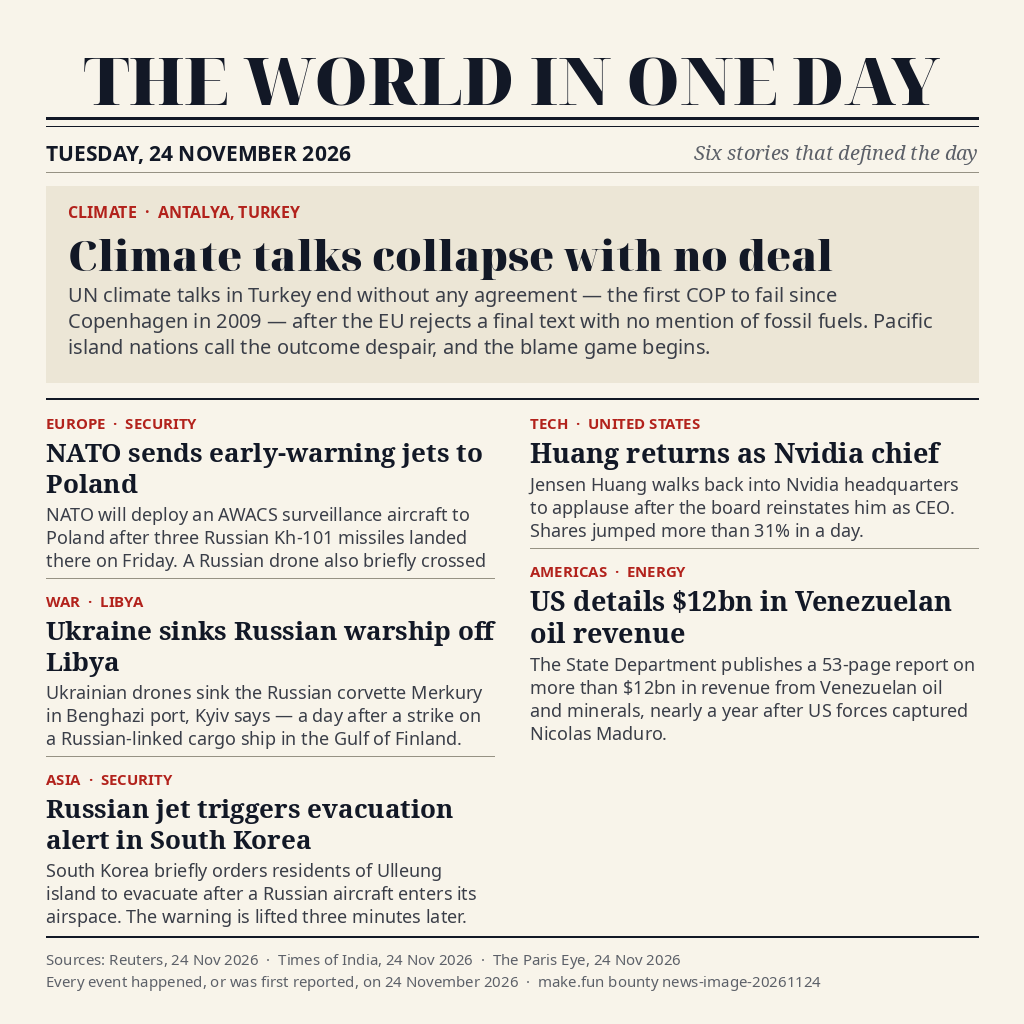 THE WORLD IN ONE DAY
TUESDAY, 24 NOVEMBER 2026
Six stories that defined the day
CLIMATE · ANTALYA, TURKEY
Climate talks collapse with no deal
UN climate talks in Turkey end without any agreement — the first COP to fail since
Copenhagen in 2009 — after the EU rejects a final text with no mention of fossil fuels. Pacific
island nations call the outcome despair, and the blame game begins.
EUROPE · SECURITY
NATO sends early-warning jets to
Poland
NATO will deploy an AWACS surveillance aircraft to
Poland after three Russian Kh-101 missiles landed
there on Friday. A Russian drone also briefly crossed
WAR · LIBYA
Ukraine sinks Russian warship off
Libya
Ukrainian drones sink the Russian corvette Merkury
in Benghazi port, Kyiv says — a day after a strike on
a Russian-linked cargo ship in the Gulf of Finland.
ASIA · SECURITY
Russian jet triggers evacuation
alert in South Korea
South Korea briefly orders residents of Ulleung
island to evacuate after a Russian aircraft enters its
airspace. The warning is lifted three minutes later.
TECH · UNITED STATES
Huang returns as Nvidia chief
Jensen Huang walks back into Nvidia headquarters
to applause after the board reinstates him as CEO.
Shares jumped more than 31% in a day.
AMERICAS · ENERGY
US details $12bn in Venezuelan
oil revenue
The State Department publishes a 53-page report on
more than $12bn in revenue from Venezuelan oil
and minerals, nearly a year after US forces captured
Nicolas Maduro.
Sources: Reuters, 24 Nov 2026 · Times of India, 24 Nov 2026 · The Paris Eye, 24 Nov 2026
Every event happened, or was first reported, on 24 November 2026 · make.fun bounty news-image-20261124